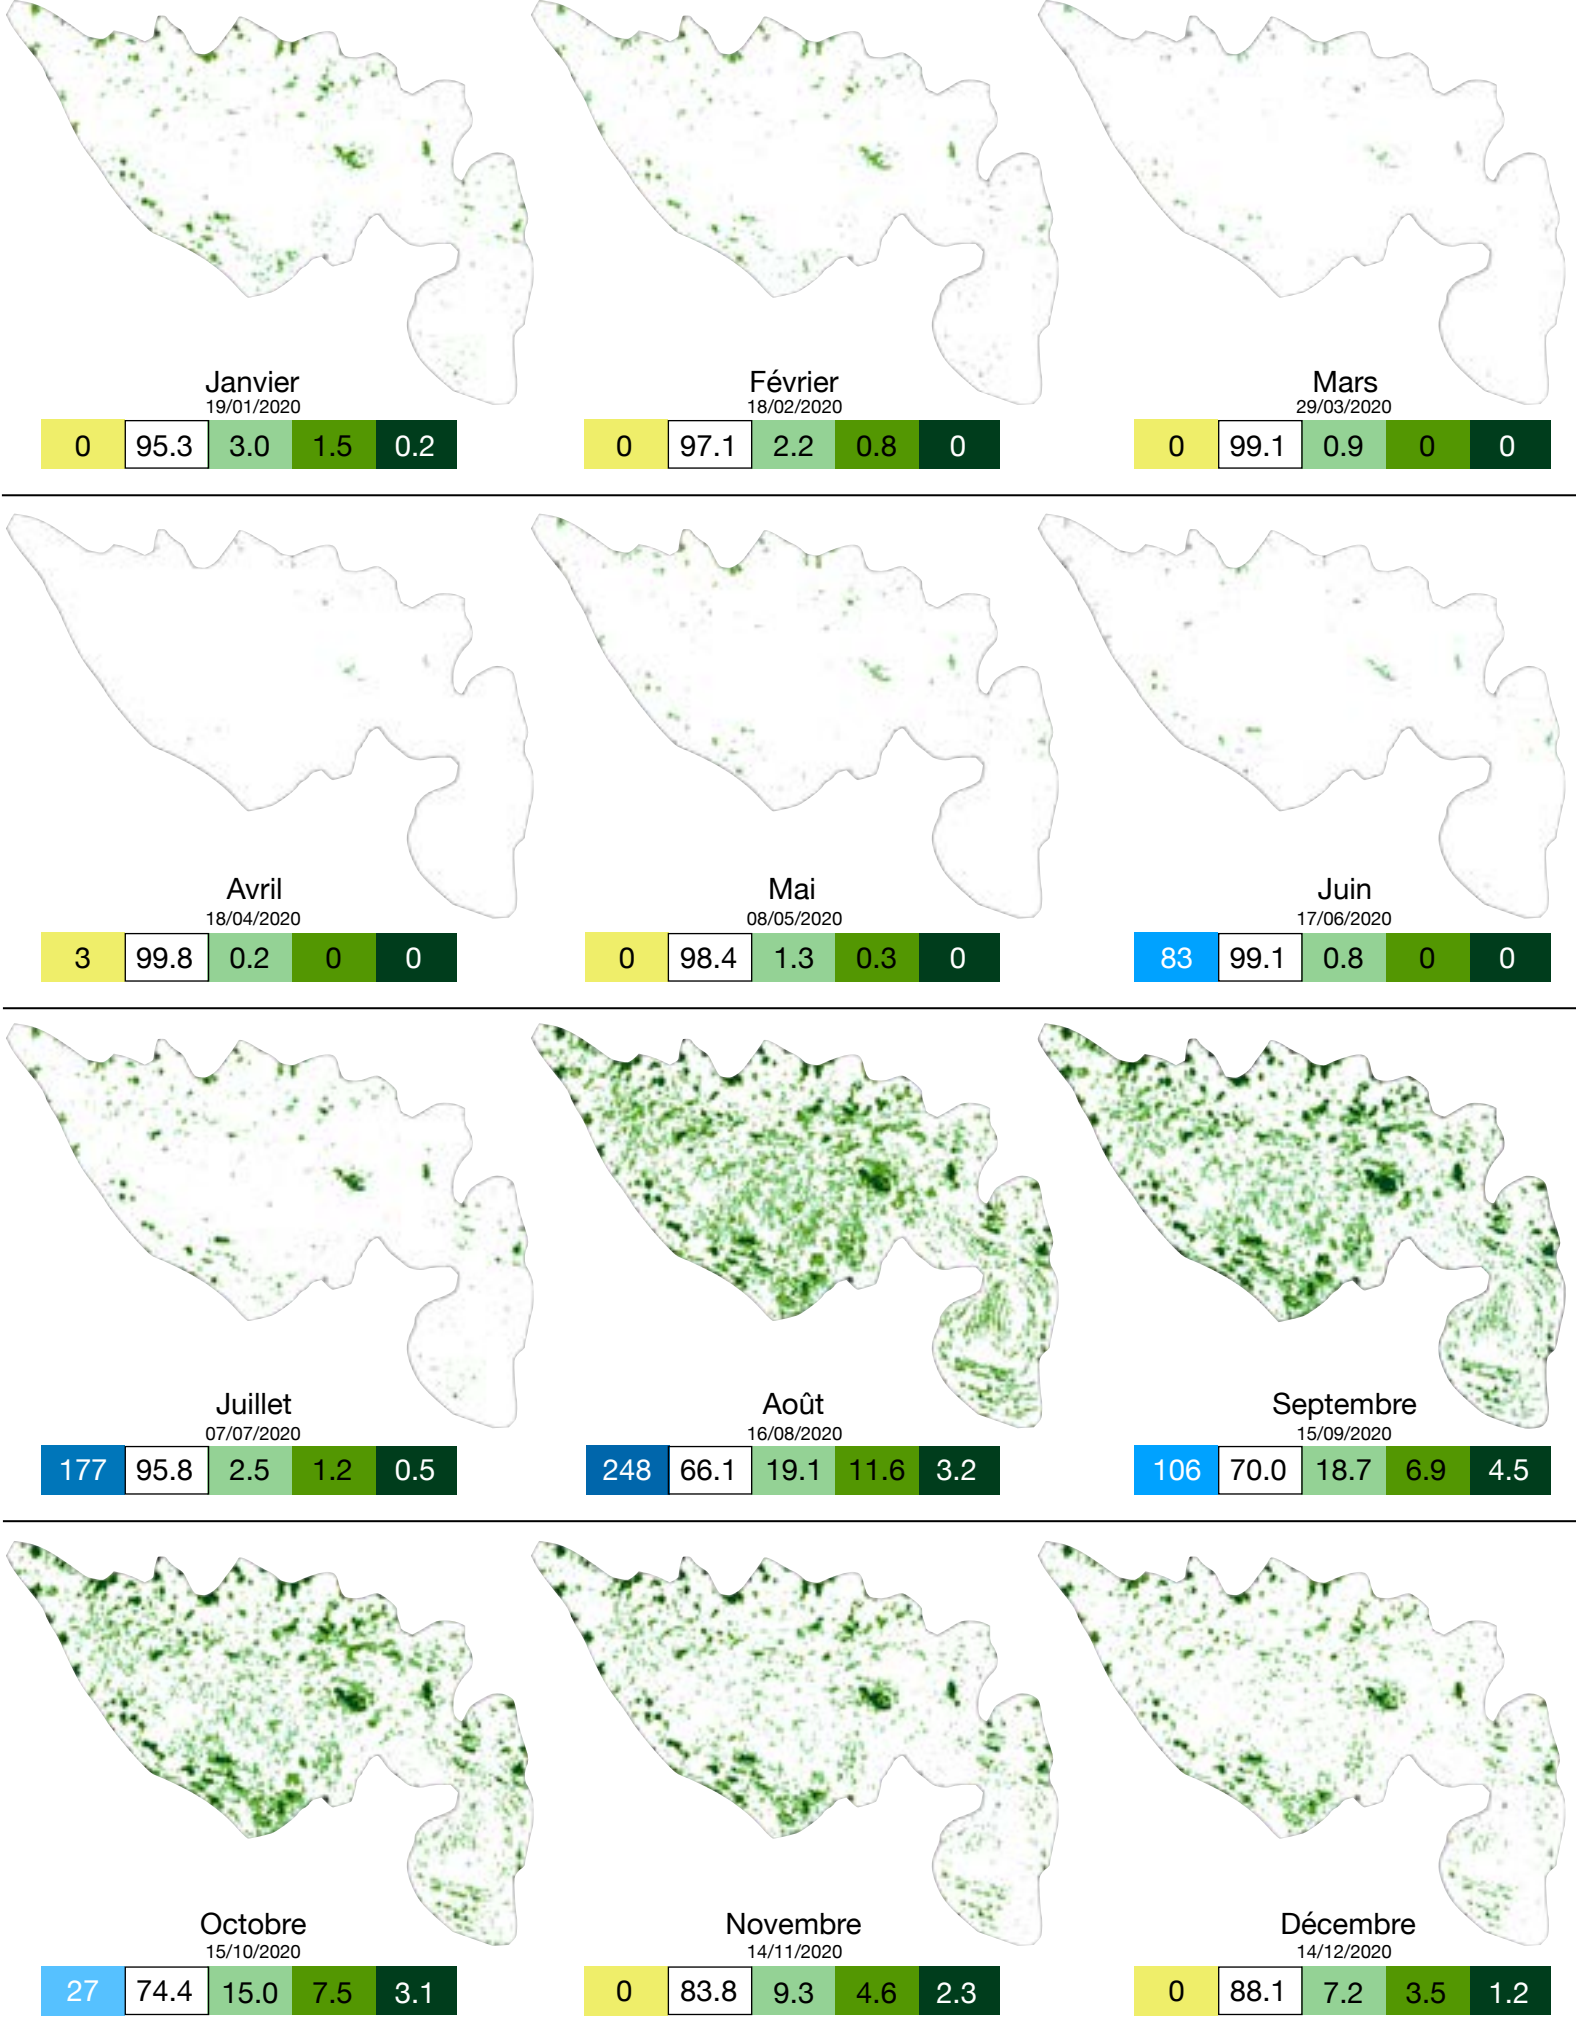 Janvier
19/01/2020
0 95.3 3.0 1.5 0.2
Février
18/02/2020
0 97.1 2.2 0.8 0
Mars
29/03/2020
0 99.1 0.9 0 0
Avril
18/04/2020
3 99.8 0.2 0 0
Mai
08/05/2020
0 98.4 1.3 0.3 0
Juin
17/06/2020
83 99.1 0.8 0 0
Juillet
07/07/2020
177 95.8 2.5 1.2 0.5
Août
16/08/2020
248 66.1 19.1 11.6 3.2
Septembre
15/09/2020
106 70.0 18.7 6.9 4.5
Octobre
15/10/2020
27 74.4 15.0 7.5 3.1
Novembre
14/11/2020
0 83.8 9.3 4.6 2.3
Décembre
14/12/2020
0 88.1 7.2 3.5 1.2